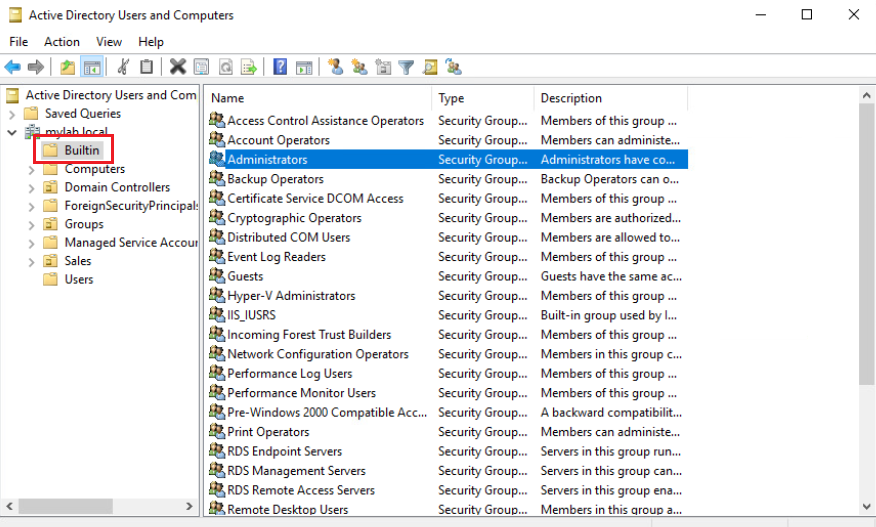 Active Directory Users and Computers
File Action View Help
Active Directory Users and Com
Saved Queries
mylab.local
Builtin
Computers
Domain Controllers
ForeignSecurityPrincipals
Groups
Managed Service Accour
Sales
Users
Name Type Description
Access Control Assistance Operators Security Group... Members of this group ...
Account Operators Security Group... Members can administe...
Administrators Security Group... Administrators have co...
Backup Operators Security Group... Backup Operators can o...
Certificate Service DCOM Access Security Group... Members of this group ...
Cryptographic Operators Security Group... Members are authorized...
Distributed COM Users Security Group... Members are allowed to...
Event Log Readers Security Group... Members of this group ...
Guests Security Group... Guests have the same ac...
Hyper-V Administrators Security Group... Members of this group ...
IIS_IUSRS Security Group... Built-in group used by I...
Incoming Forest Trust Builders Security Group... Members of this group ...
Network Configuration Operators Security Group... Members in this group c...
Performance Log Users Security Group... Members of this group ...
Performance Monitor Users Security Group... Members of this group ...
Pre-Windows 2000 Compatible Acc... Security Group... A backward compatibilit...
Print Operators Security Group... Members can administe...
RDS Endpoint Servers Security Group... Servers in this group run...
RDS Management Servers Security Group... Servers in this group can...
RDS Remote Access Servers Security Group... Servers in this group ena...
Remote Desktop Users Security Group... Members in this group a...